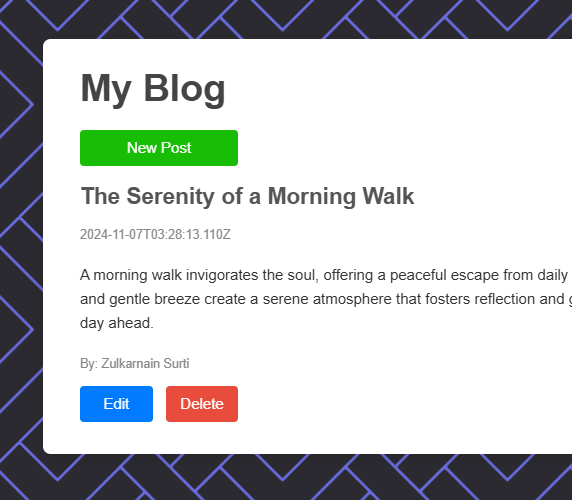 My Blog
New Post
The Serenity of a Morning Walk
2024-11-07T03:28:13.110Z
A morning walk invigorates the soul, offering a peaceful escape from daily
and gentle breeze create a serene atmosphere that fosters reflection and
day ahead.
By: Zulkarnain Surti
Edit
Delete